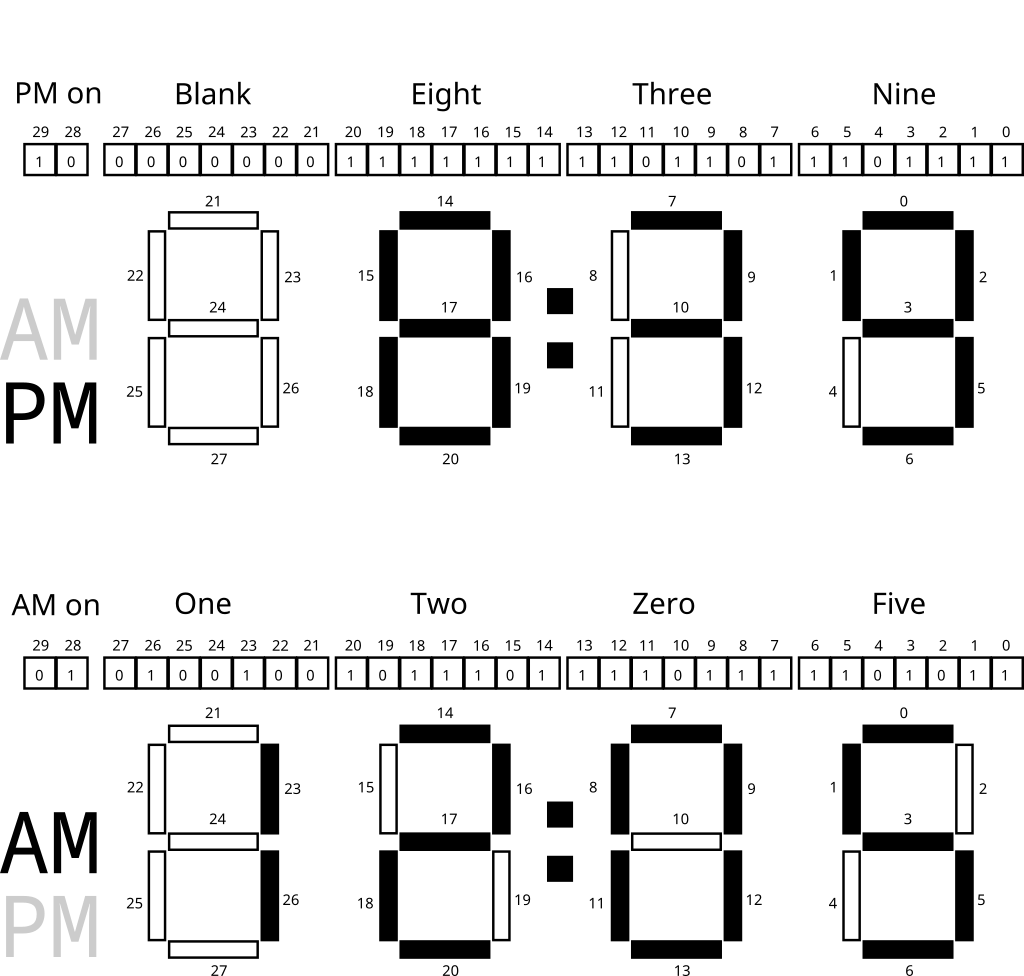 PM on Blank Eight Three Nine
29 28 27 26 25 24 23 22 21 20 19 18 17 16 15 14 13 12 11 10 9 8 7 6 5 4 3 2 1 0
1 0 0 0 0 0 0 0 0 1 1 1 1 1 1 1 1 1 0 1 1 0 1 1 1 0 1 1 1 1
21 14 7 0
22 23 15 16 8 9 1 2
24 17 10 3
AM
PM
25 26 18 19 11 12 4 5
27 20 13 6
AM on One Two Zero Five
29 28 27 26 25 24 23 22 21 20 19 18 17 16 15 14 13 12 11 10 9 8 7 6 5 4 3 2 1 0
0 1 0 1 0 0 1 0 0 1 0 1 1 1 0 1 1 1 1 0 1 1 1 1 1 0 1 0 1 1
21 14 7 0
22 23 15 16 8 9 1 2
24 17 10 3
AM
PM
25 26 18 19 11 12 4 5
27 20 13 6